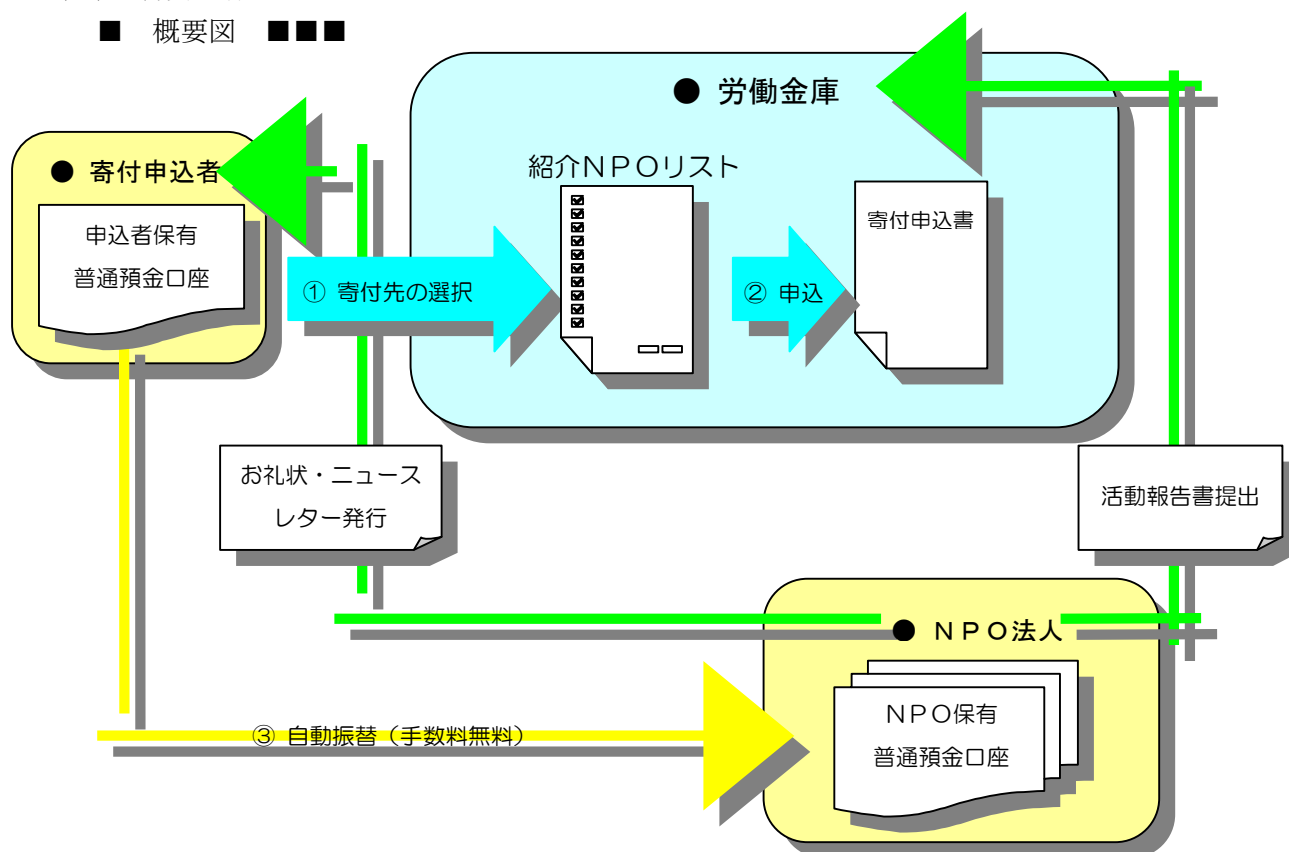 ■ 概要図 ■■■
● 労働金庫
● 寄付申込者
紹介NPOリスト
申込者保有
普通預金口座
寄付申込書
① 寄付先の選択
② 申込
お礼状・ニュース
レター発行
活動報告書提出
● NPO法人
NPO保有
普通預金口座
③ 自動振替(手数料無料)